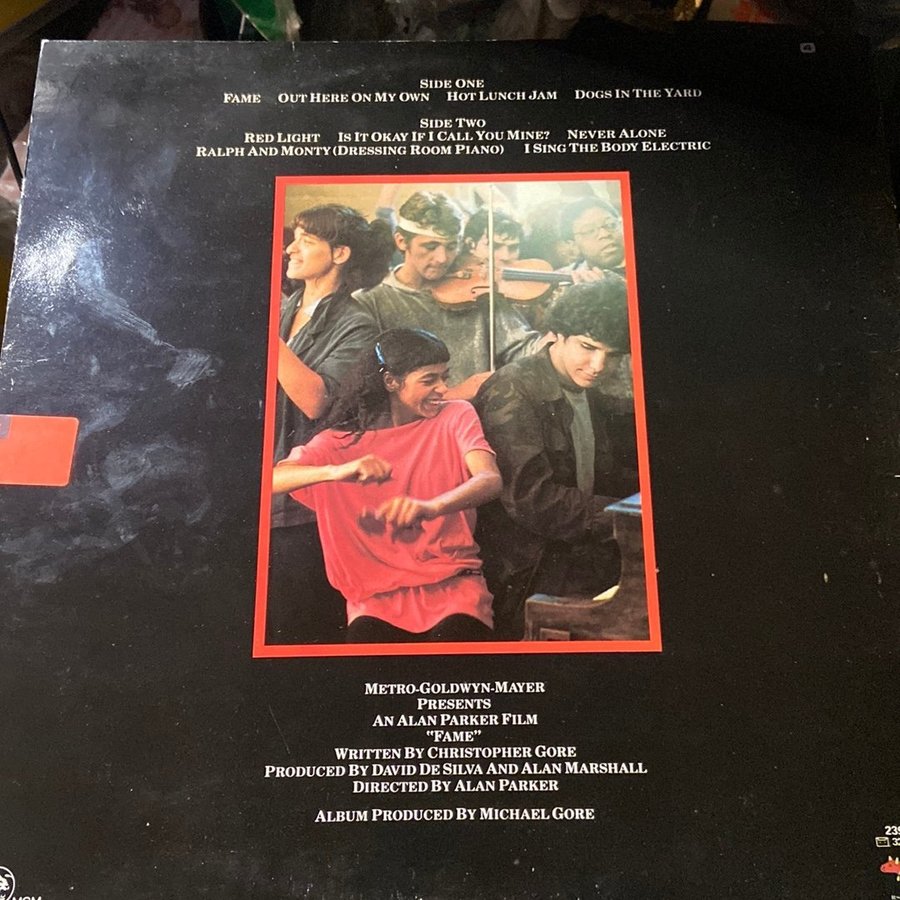 SIDE ONE
FAME OUT HERE ON MY OWN HOT LUNCH JAM DOGS IN THE YARD
SIDE TWO
RED LIGHT IS IT OKAY IF I CALL YOU MINE? NEVER ALONE
RALPH AND MONTY (DRESSING ROOM PIANO) I SING THE BODY ELECTRIC
METRO-GOLDWYN-MAYER
PRESENTS
AN ALAN PARKER FILM
"FAME"
WRITTEN BY CHRISTOPHER GORE
PRODUCED BY DAVID DE SILVA AND ALAN MARSHALL
DIRECTED BY ALAN PARKER
ALBUM PRODUCED BY MICHAEL GORE
MGM